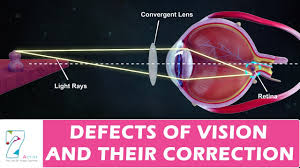 Convergent Lens
Light Rays
Retina
DEFECTS OF VISION
AND THEIR CORRECTION